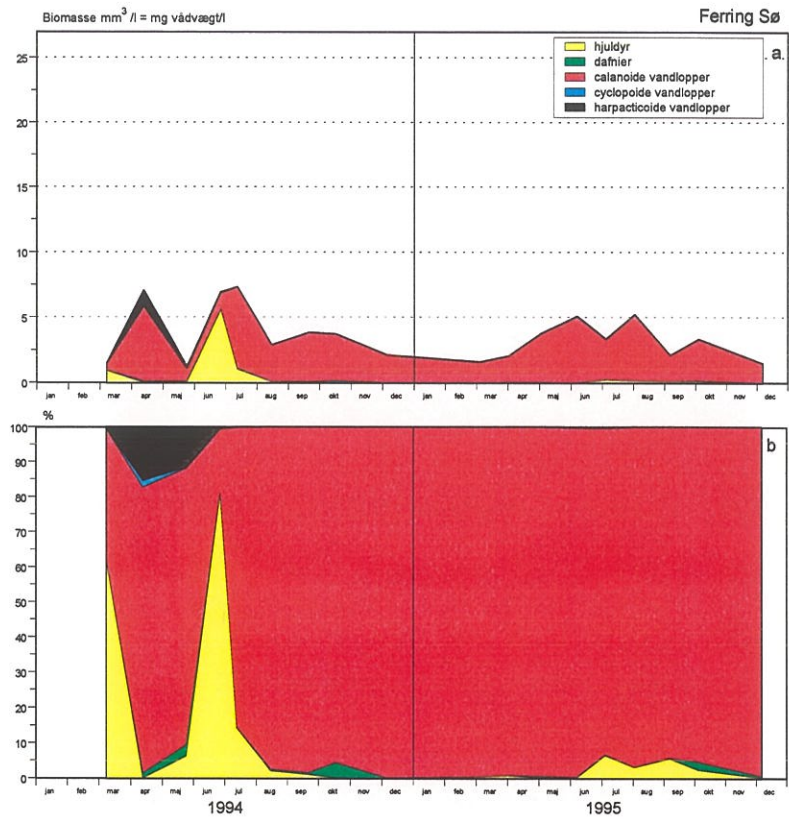 Biomasse mm³ /l = mg vådvægt/l
Ferring Sø
hjuldyr
dafnier
calanoide vandlopper
cyclopoide vandlopper
harpacticoide vandlopper
a
25
20
15
10
5
0
jan feb mar apr maj jun jul aug sep okt nov dec jan feb mar apr maj jun jul aug sep okt nov dec
%
b
100
90
80
70
60
50
40
30
20
10
0
jan feb mar apr maj jun jul aug sep okt nov dec jan feb mar apr maj jun jul aug sep okt nov dec
1994 1995